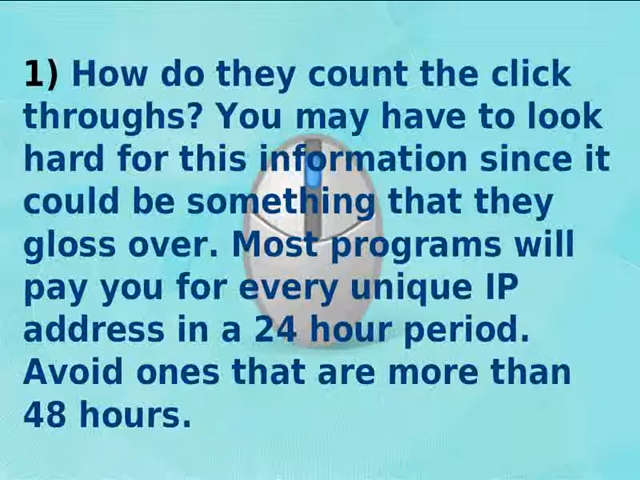 1) How do they count the click
throughs? You may have to look
hard for this information since it
could be something that they
gloss over. Most programs will
pay you for every unique IP
address in a 24 hour period.
Avoid ones that are more than
48 hours.